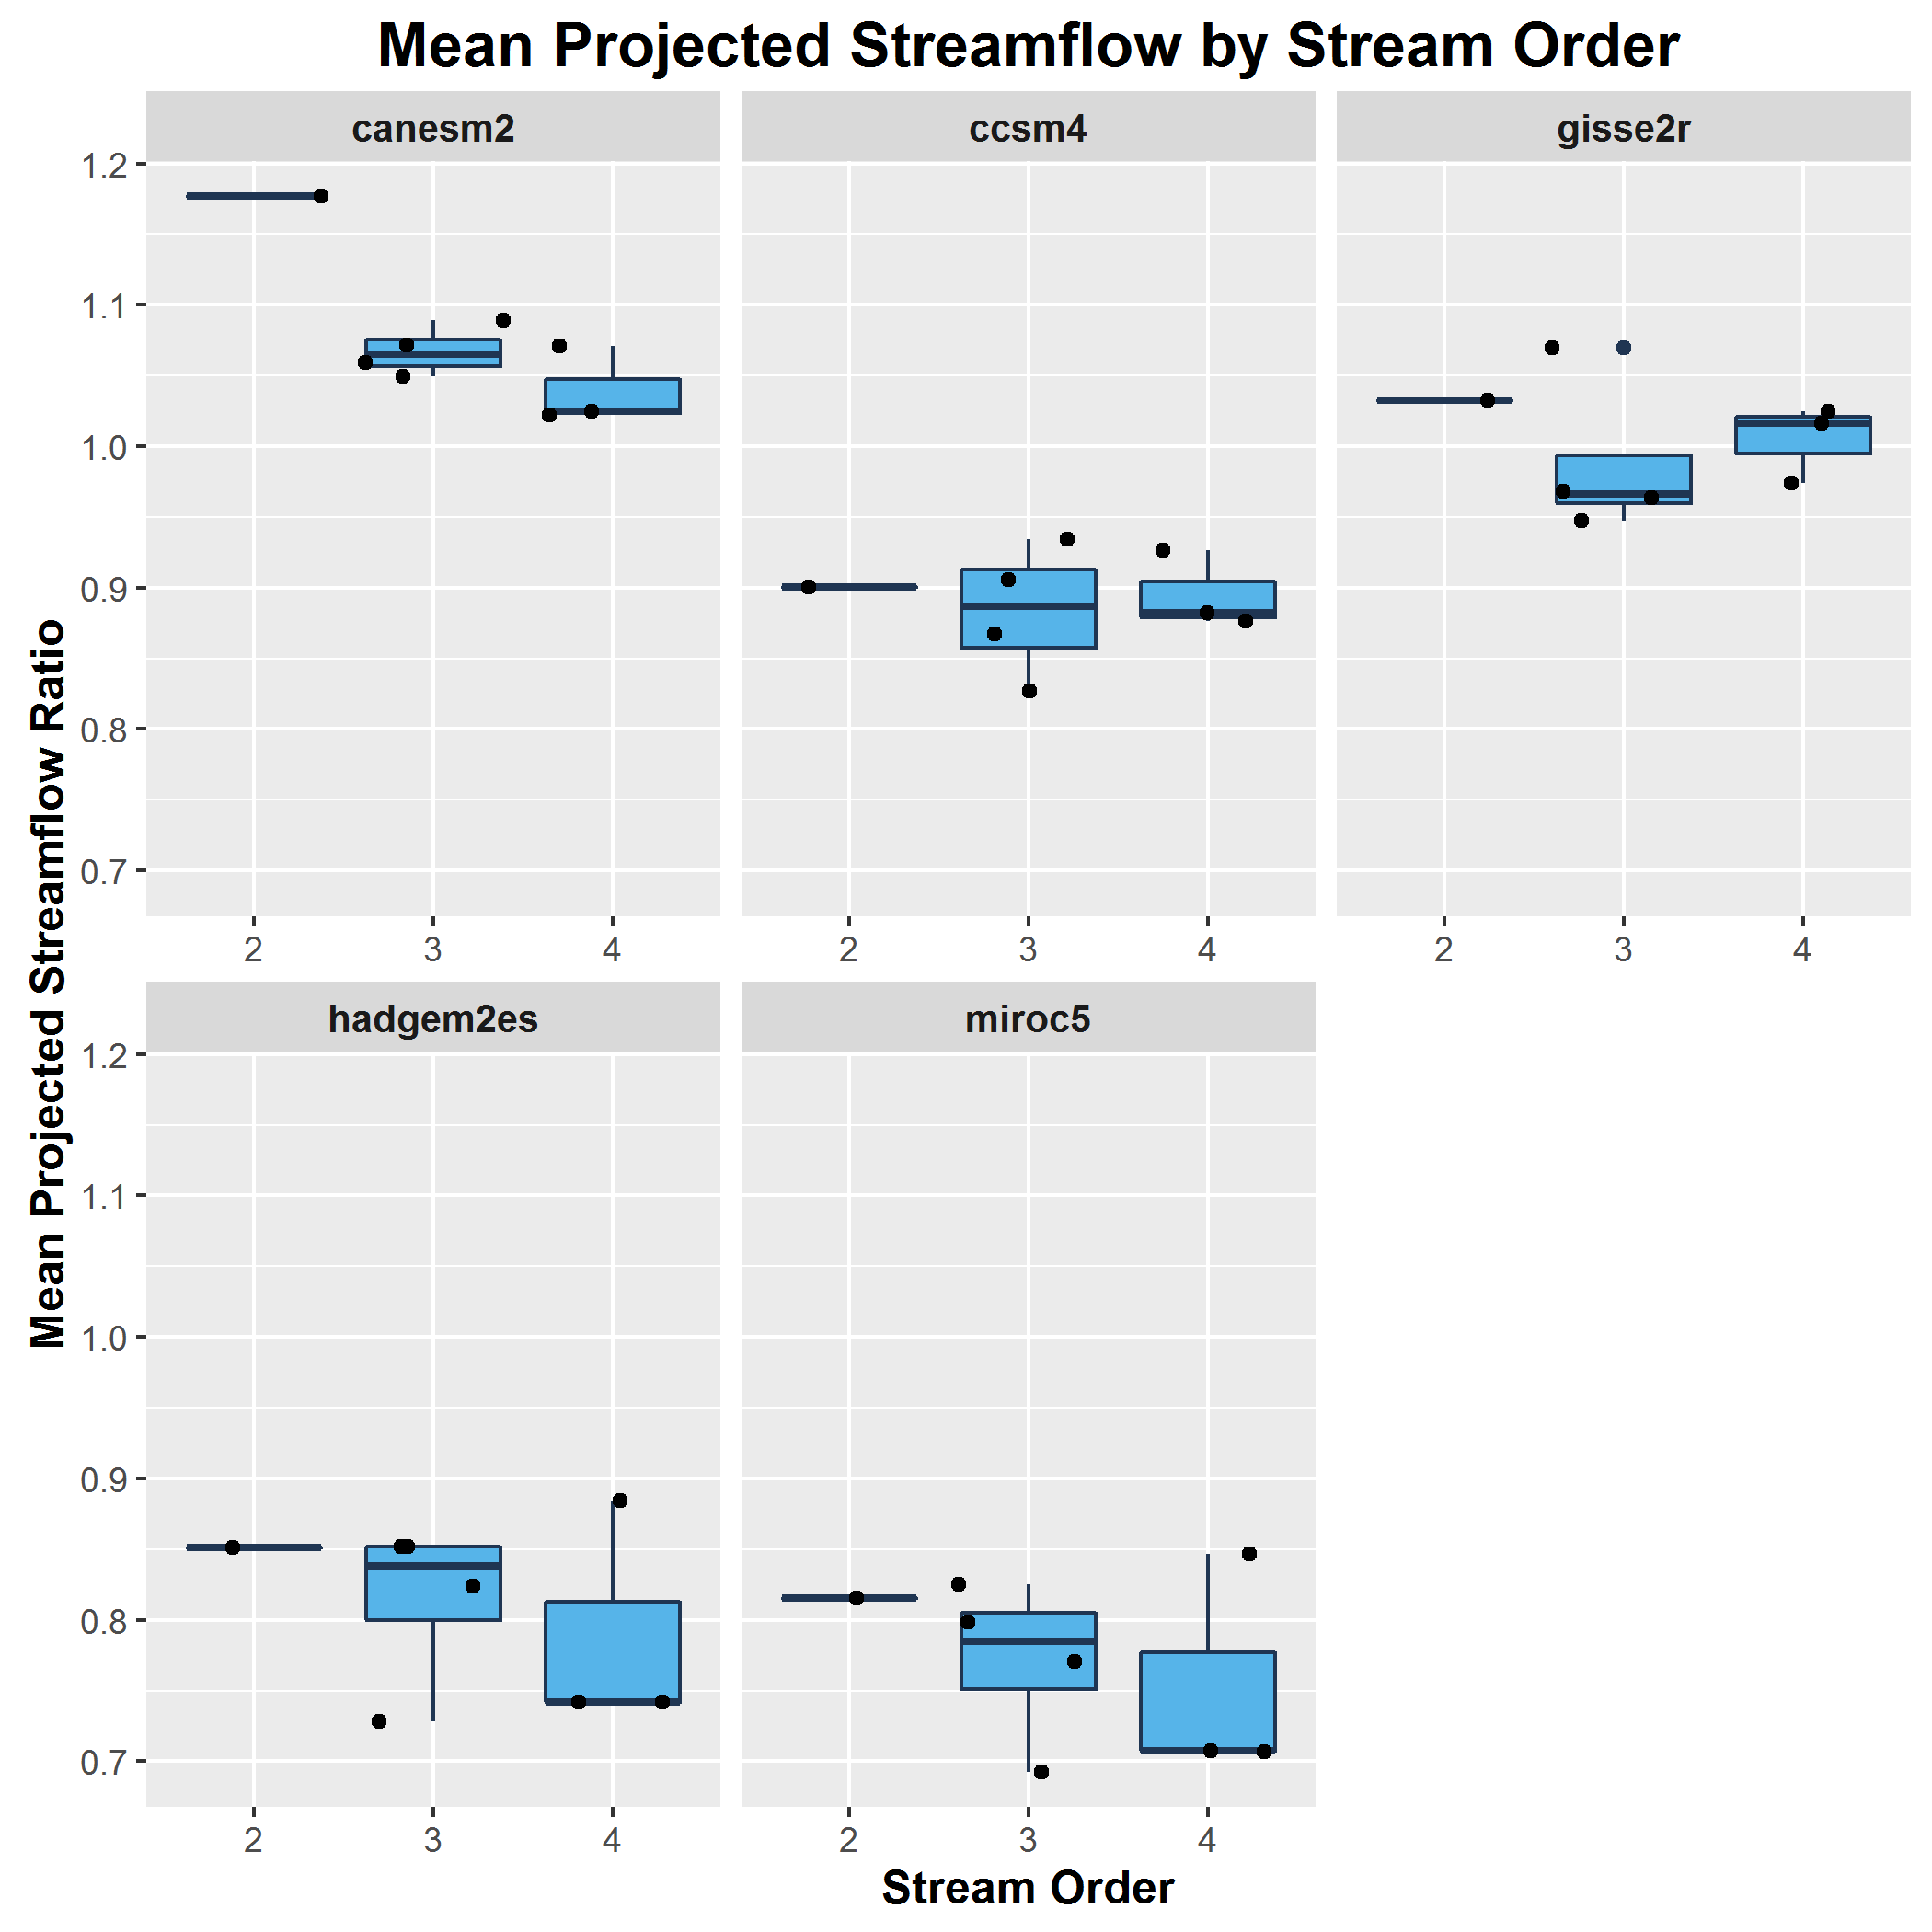 Mean Projected Streamflow by Stream Order
canesm2
ccsm4
gisse2r
1.2
1.1
1.0
0.9
0.8
0.7
2 3 4
2 3 4
2 3 4
Mean Projected Streamflow Ratio
hadgem2es
miroc5
1.2
1.1
1.0
0.9
0.8
0.7
2 3 4
2 3 4
Stream Order